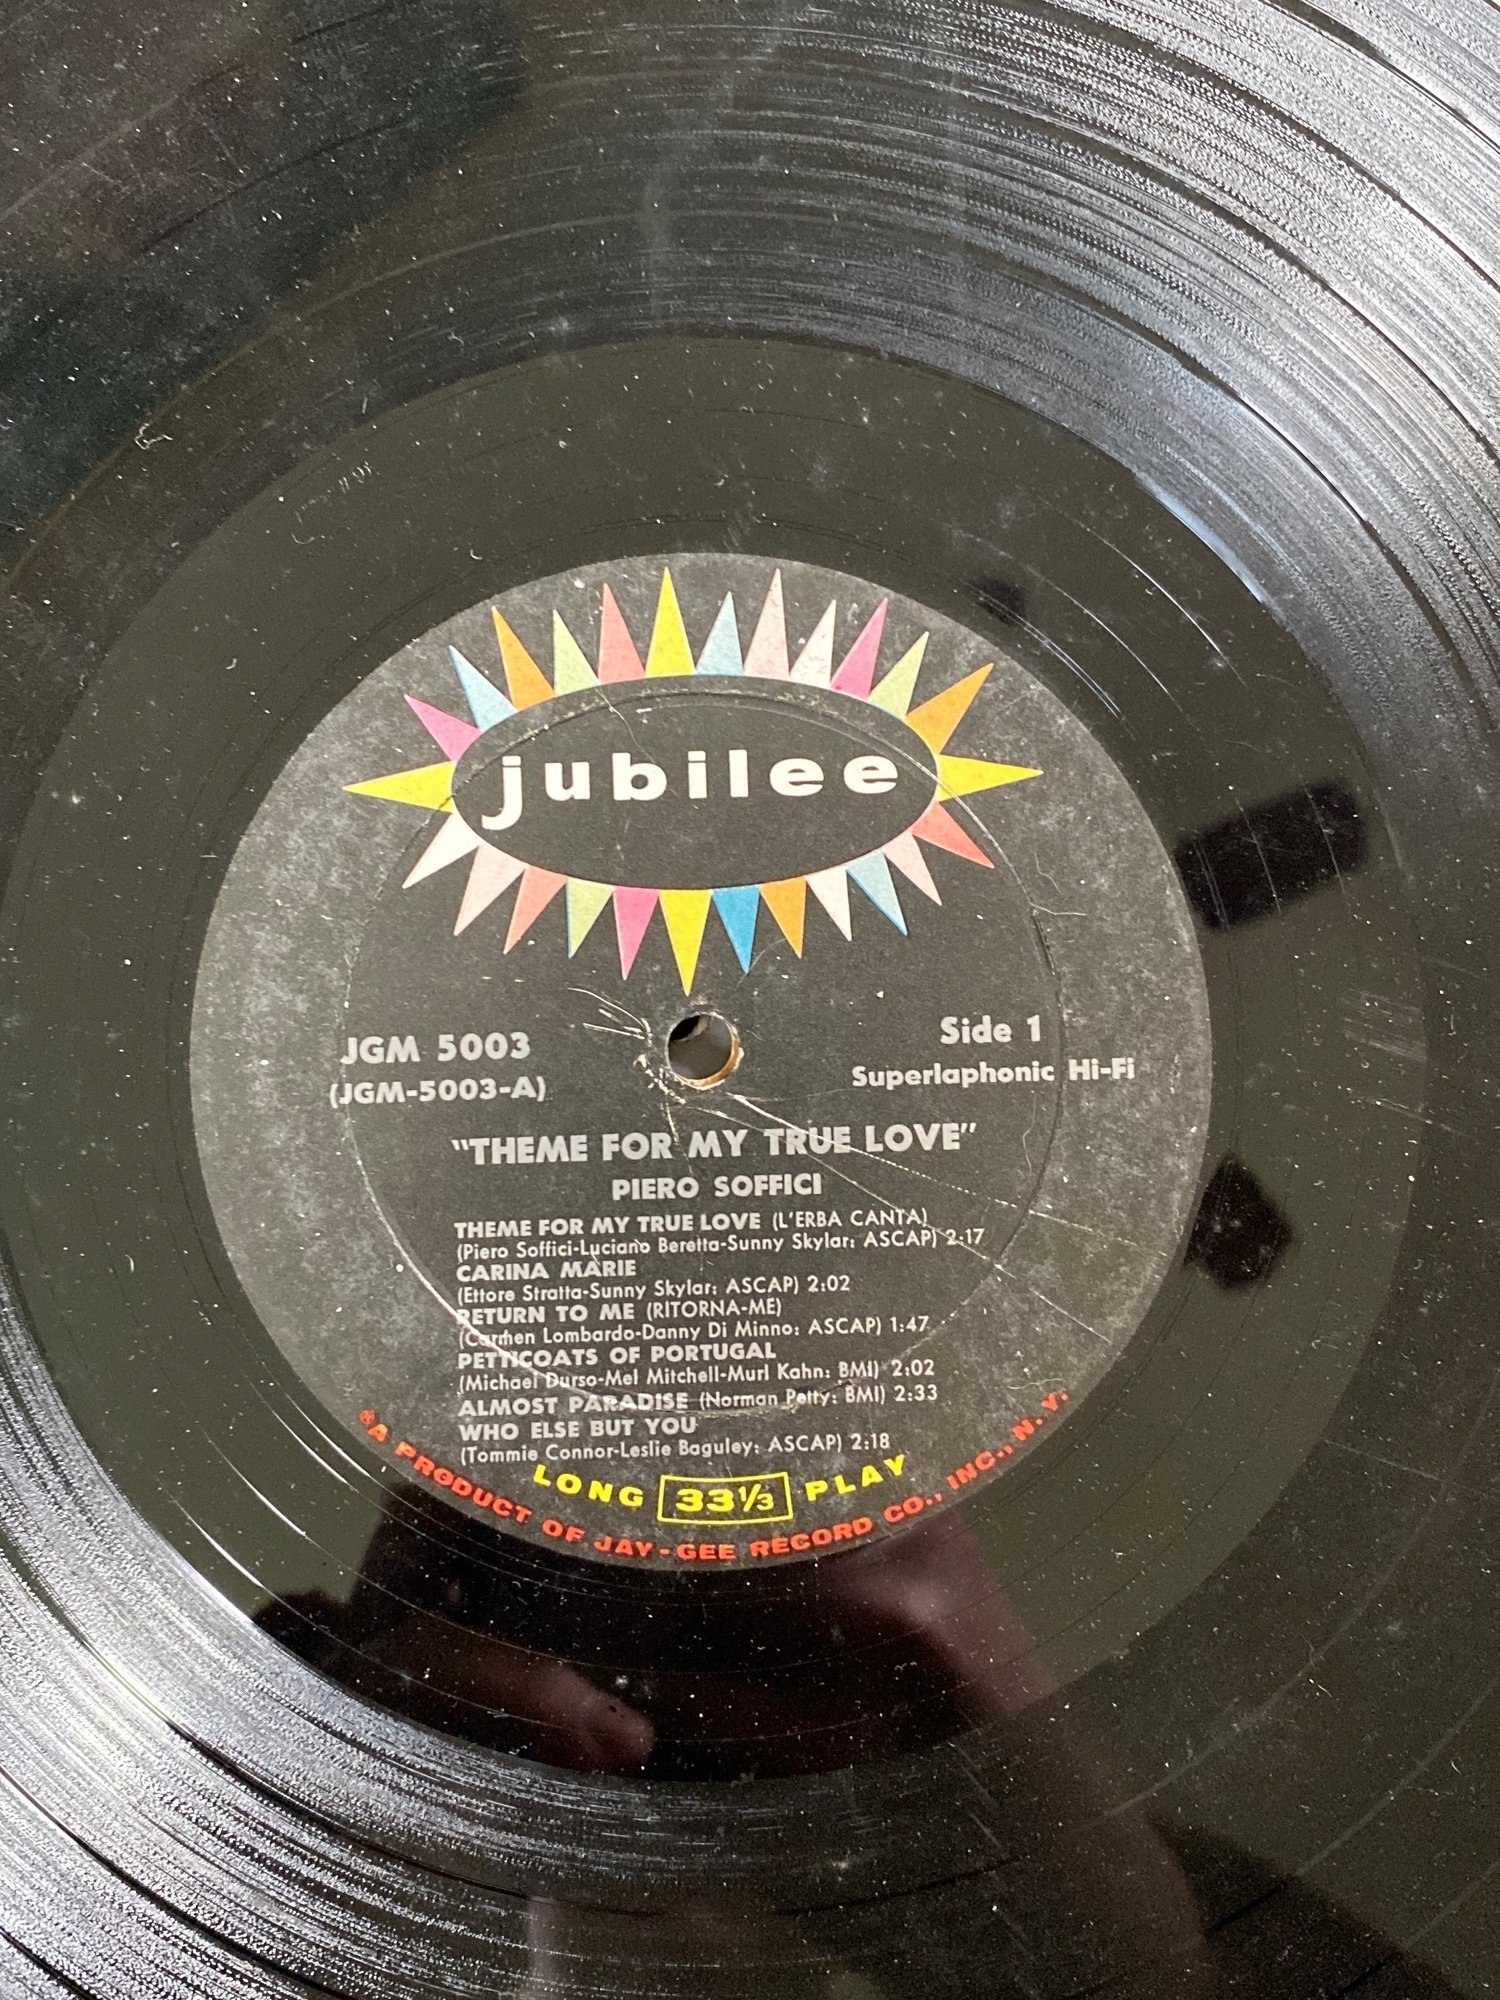 jubilee
JGM 5003
(JGM-5003-A)
Side 1
Superlaphonic Hi-Fi
"THEME FOR MY TRUE LOVE"
PIERO SOFFICI
THEME FOR MY TRUE LOVE (L'ERBA CANTA)
(Piero Soffici-Luciano Beretta-Sunny Skylar: ASCAP) 2:17
CARINA MARIE
(Ettore Stratta-Sunny Skylar: ASCAP) 2:02
RETURN TO ME (RITORNA-ME)
(Carmen Lombardo-Danny Di Minno: ASCAP) 1:47
PETTICOATS OF PORTUGAL
(Michael Durso-Mel Mitchell-Murl Kahn: BMI) 2:02
ALMOST PARADISE (Norman Petty: BMI) 2:33
WHO ELSE BUT YOU
(Tommie Connor-Leslie Baguley: ASCAP) 2:18
LONG 33⅓ PLAY
®A PRODUCT OF JAY-GEE RECORD CO., INC., N. Y.